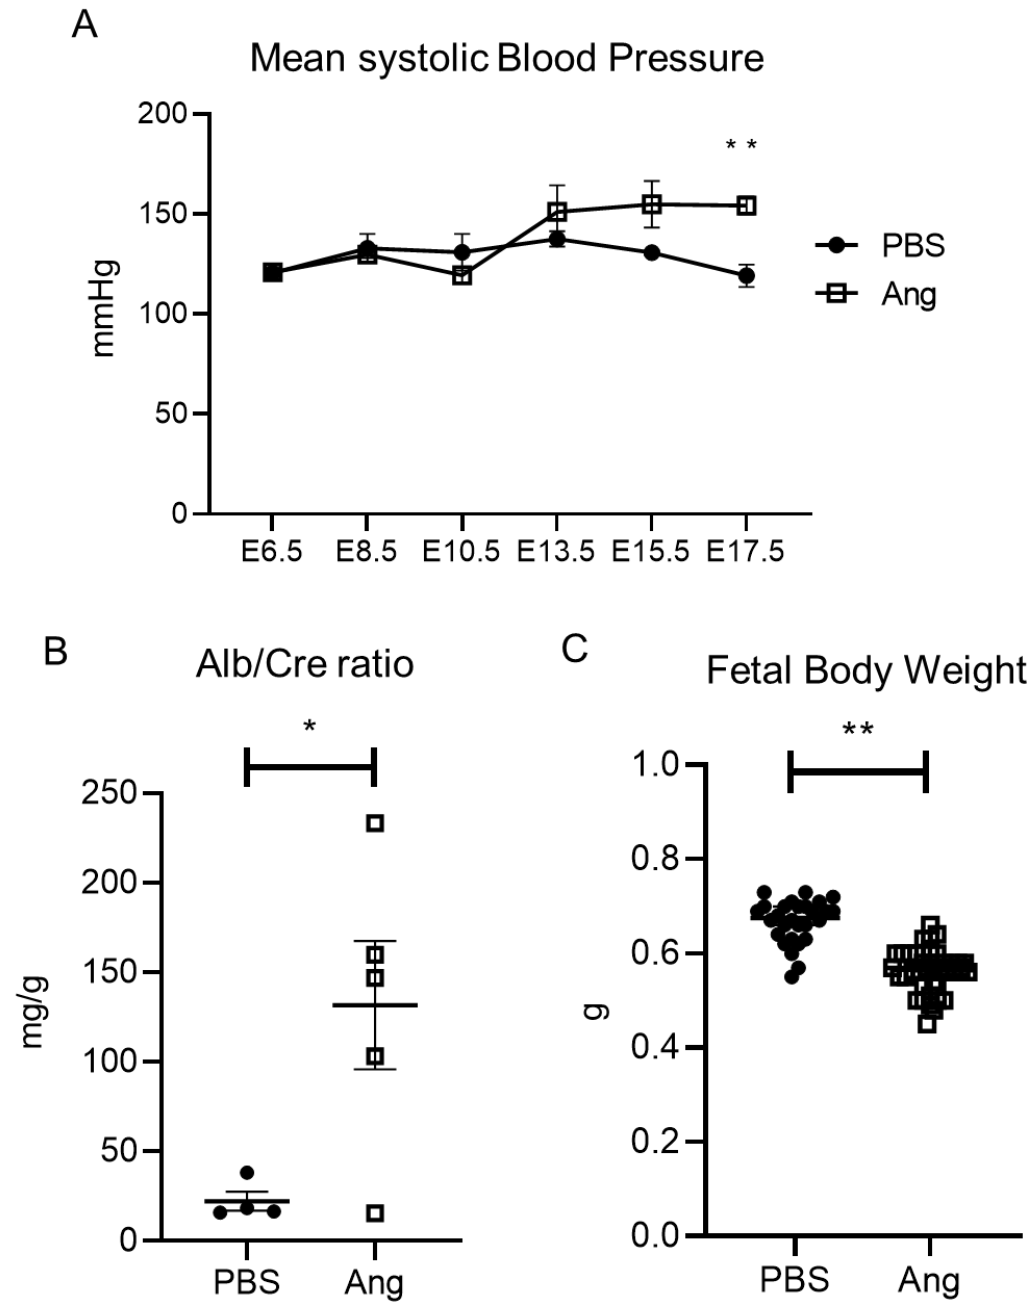 A
Mean systolic Blood Pressure
200
150
100
50
0
mmHg
* *
PBS
Ang
E6.5 E8.5 E10.5 E13.5 E15.5 E17.5
B
Alb/Cre ratio
*
250
200
150
100
50
0
mg/g
PBS Ang
C
Fetal Body Weight
**
1.0
0.8
0.6
0.4
0.2
0.0
g
PBS Ang